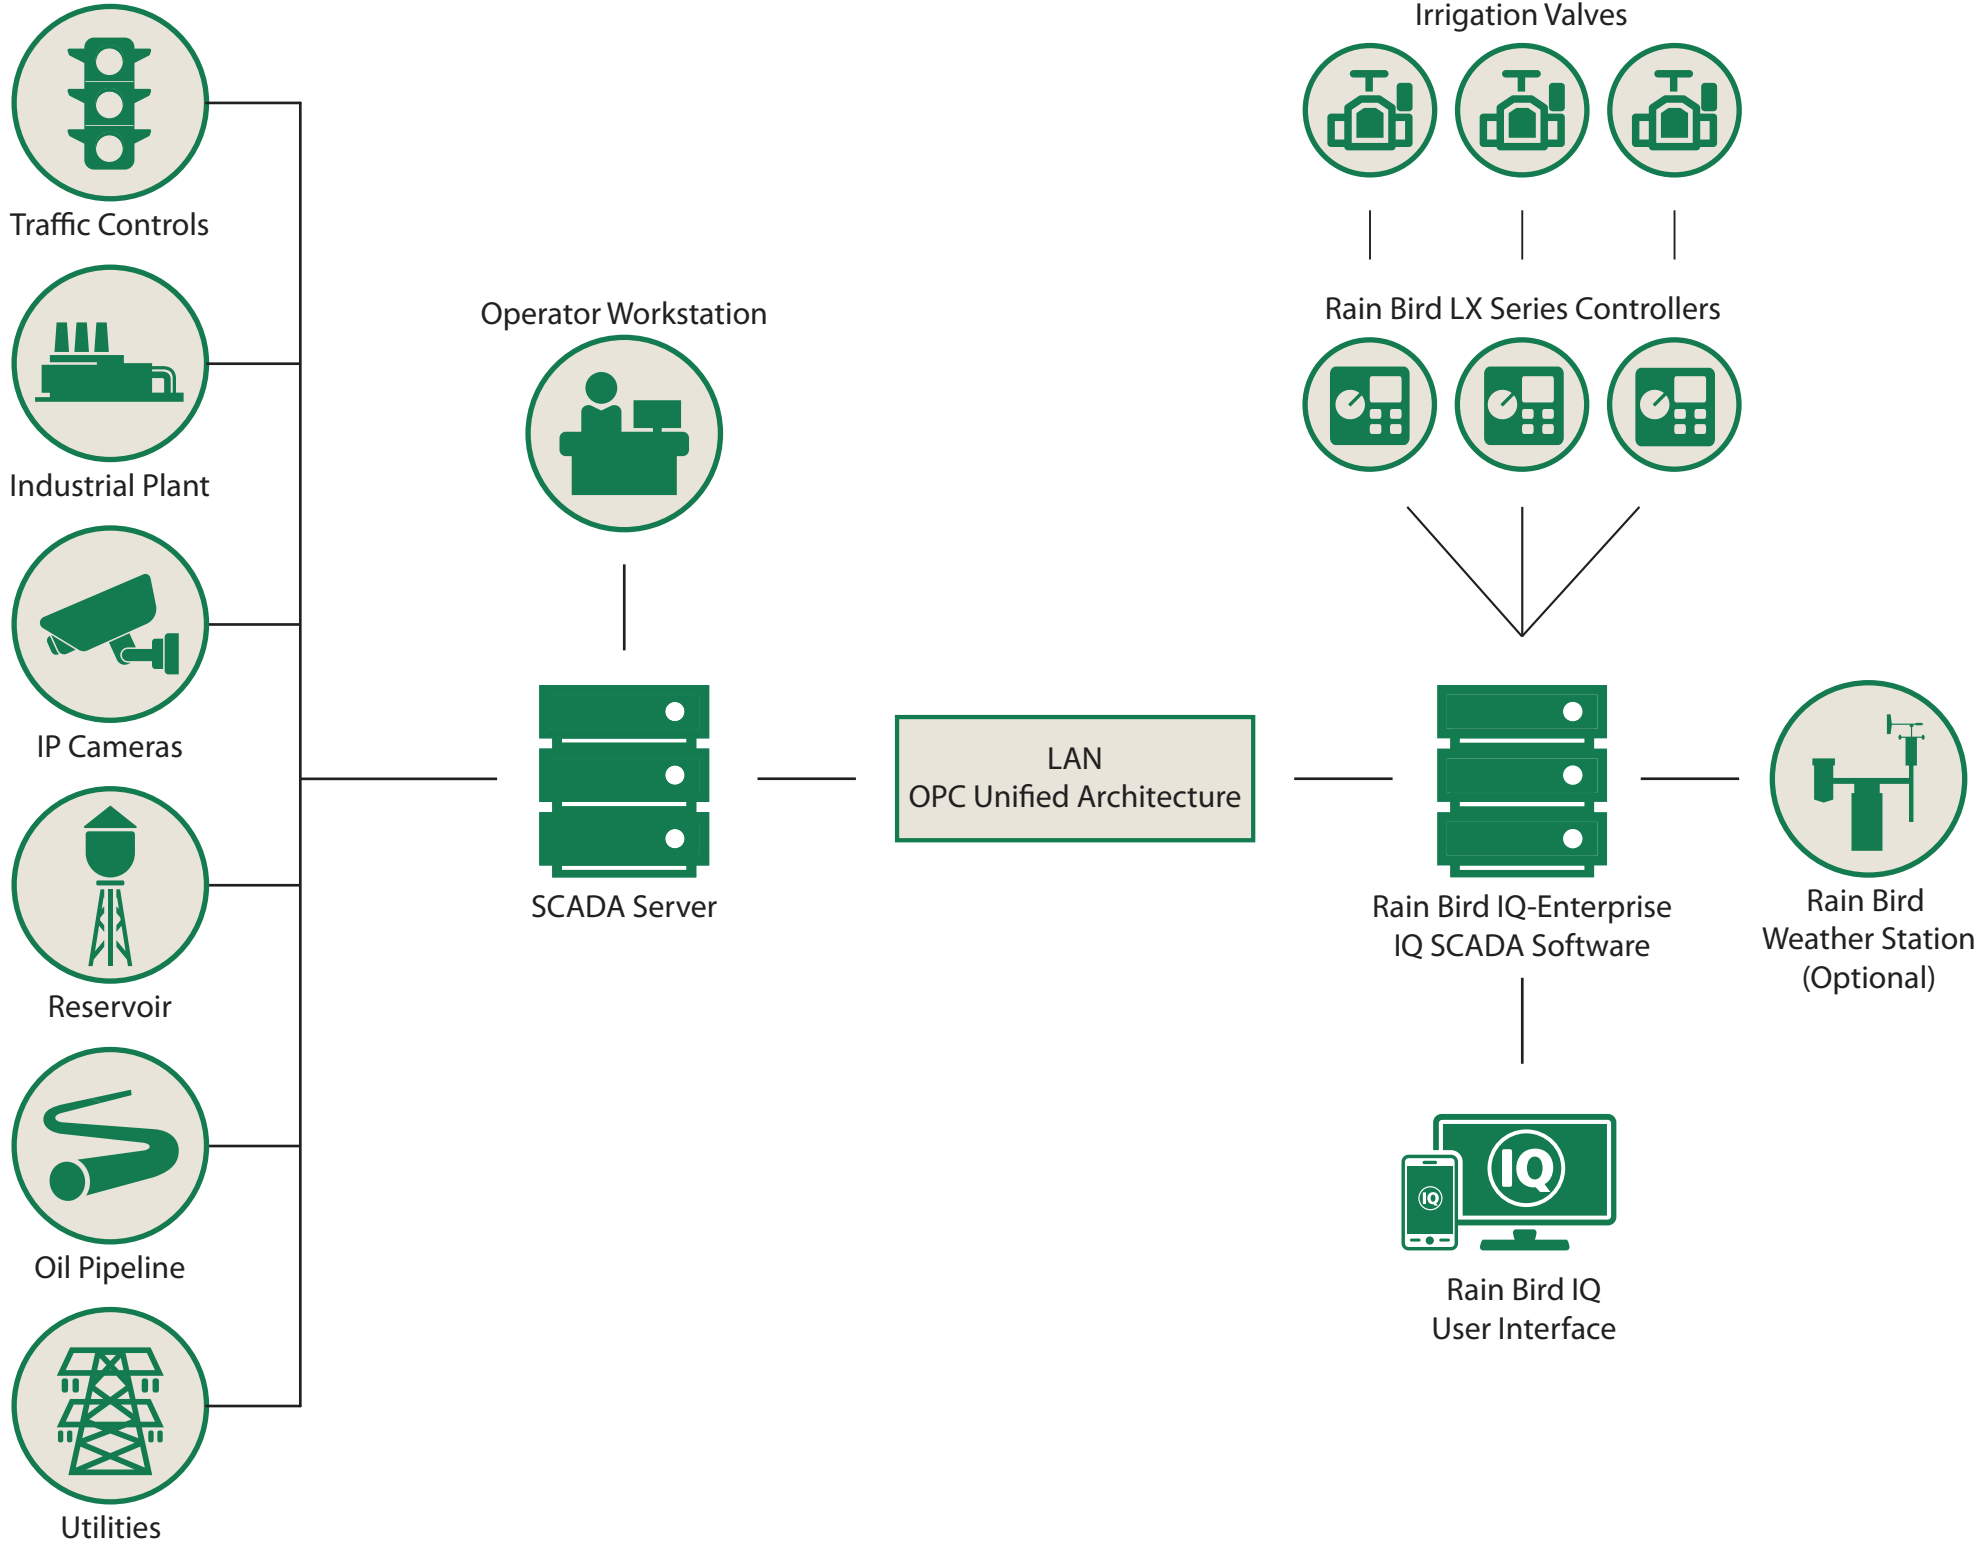 Traffic Controls
Industrial Plant
IP Cameras
Reservoir
Oil Pipeline
Utilities
Operator Workstation
SCADA Server
LAN
OPC Unified Architecture
Irrigation Valves
Rain Bird LX Series Controllers
Rain Bird IQ-Enterprise
IQ SCADA Software
Rain Bird
Weather Station
(Optional)
IQ
IQ
Rain Bird IQ
User Interface